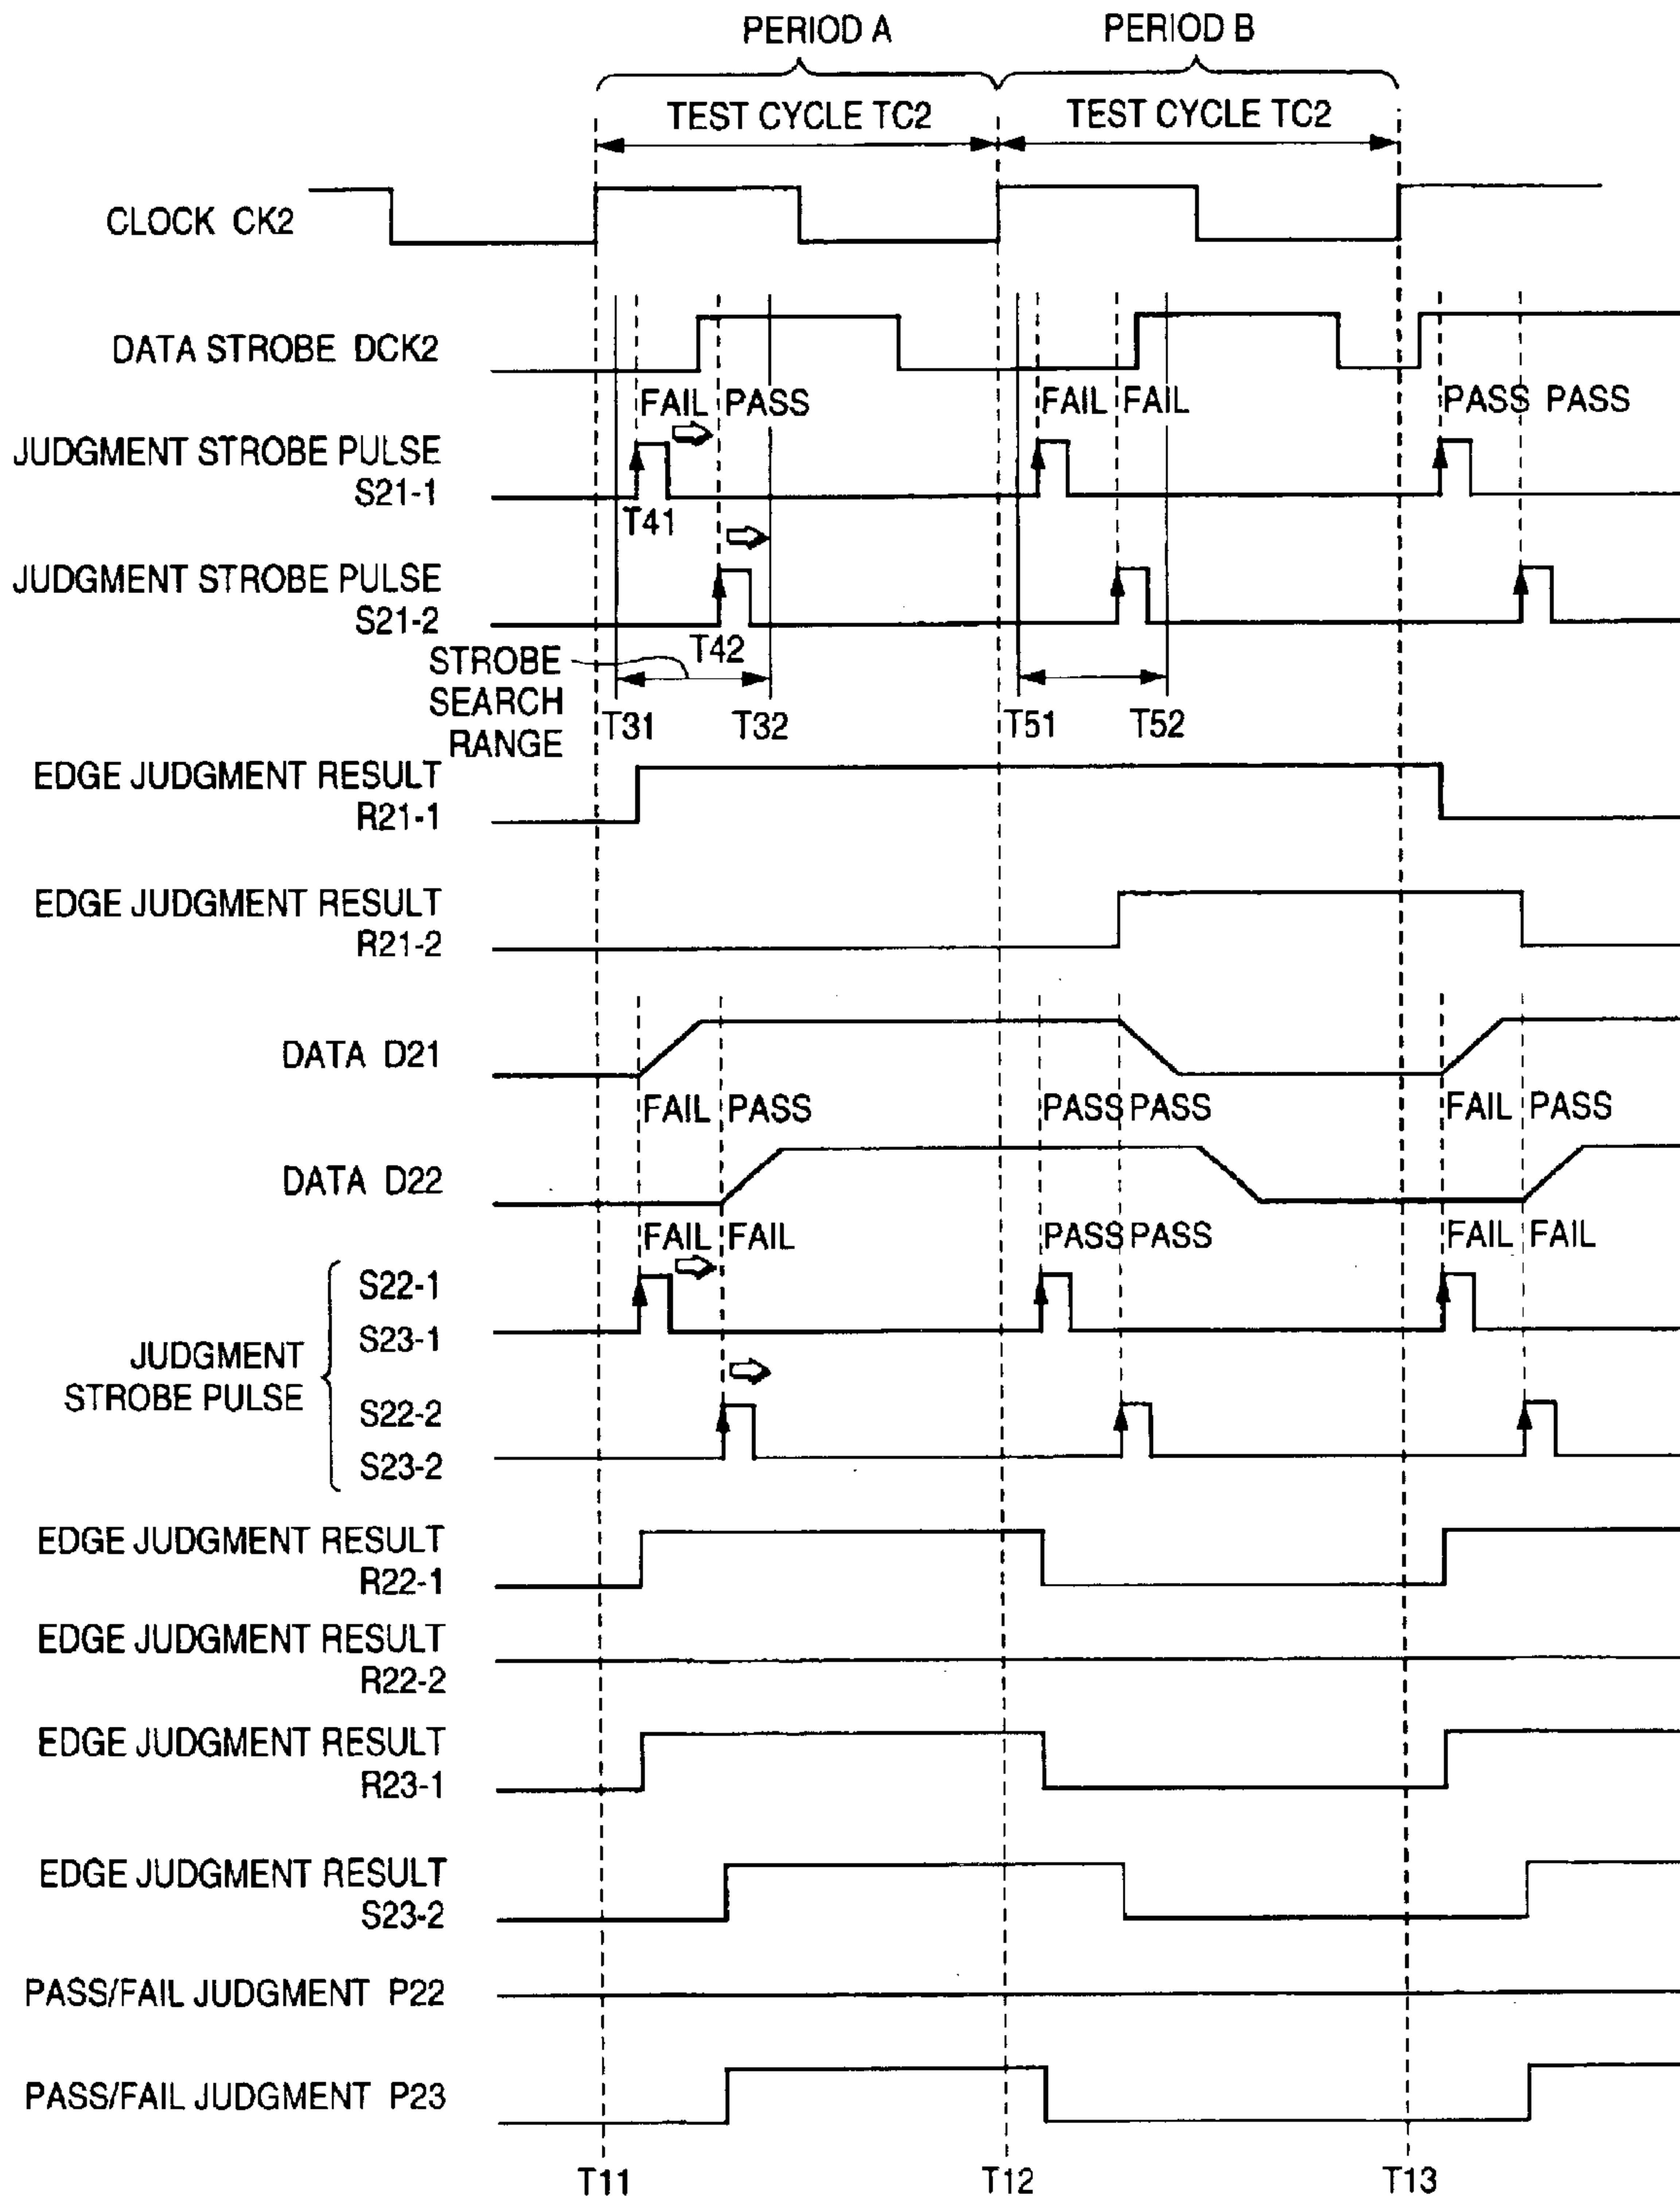 PERIOD A
PERIOD B
TEST CYCLE TC2
TEST CYCLE TC2
CLOCK CK2
DATA STROBE DCK2
FAIL PASS
FAIL FAIL
PASS PASS
JUDGMENT STROBE PULSE
S21-1
T41
JUDGMENT STROBE PULSE
S21-2
T42
STROBE
SEARCH
RANGE
T31
T32
T51
T52
EDGE JUDGMENT RESULT
R21-1
EDGE JUDGMENT RESULT
R21-2
DATA D21
FAIL PASS
PASS PASS
FAIL PASS
DATA D22
FAIL FAIL
PASS PASS
FAIL FAIL
JUDGMENT
STROBE PULSE
S22-1
S23-1
S22-2
S23-2
EDGE JUDGMENT RESULT
R22-1
EDGE JUDGMENT RESULT
R22-2
EDGE JUDGMENT RESULT
R23-1
EDGE JUDGMENT RESULT
S23-2
PASS/FAIL JUDGMENT P22
PASS/FAIL JUDGMENT P23
T11
T12
T13